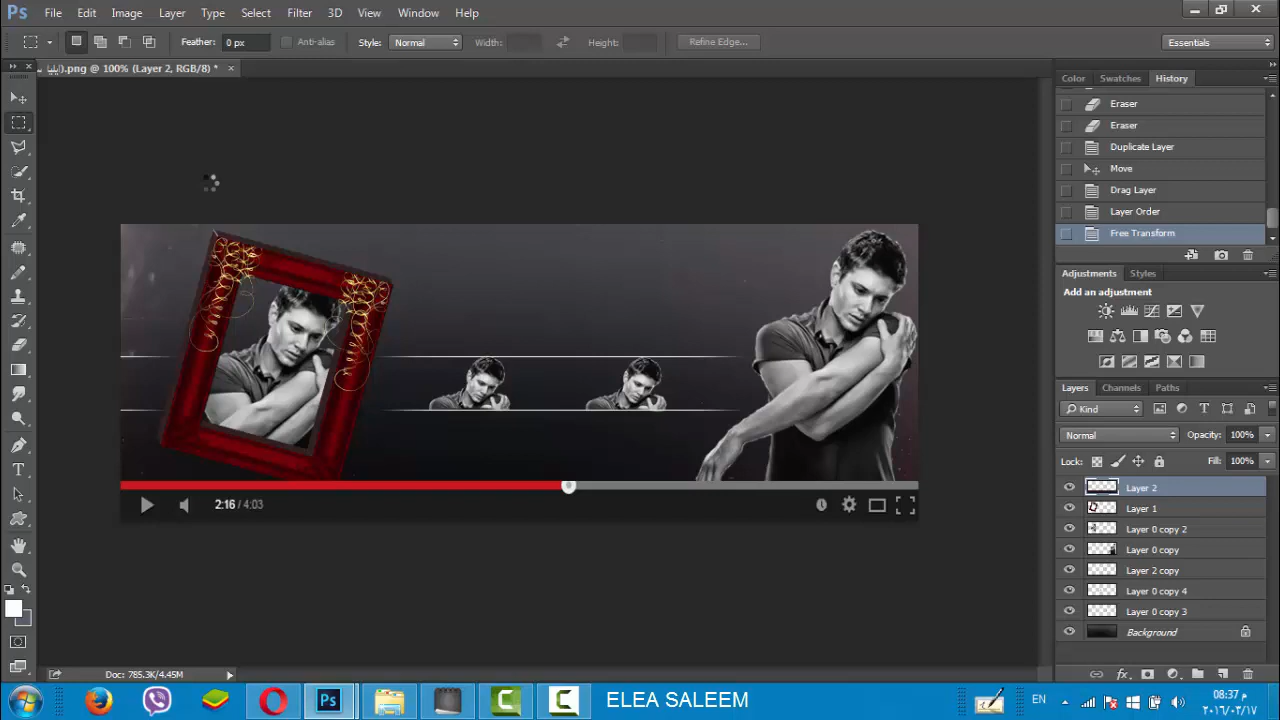 Ps File Edit Image Layer Type Select Filter 3D View Window Help
Feather: 0 px Anti-alias Style: Normal Width: Height: Refine Edge... Essentials
).png @ 100% (Layer 2, RGB/8) * ×
Color Swatches History
Eraser
Eraser
Duplicate Layer
Move
Drag Layer
Layer Order
Free Transform
Adjustments Styles
Add an adjustment
Layers Channels Paths
Kind
Normal Opacity: 100%
Lock: Fill: 100%
Layer 2
Layer 1
Layer 0 copy 2
Layer 0 copy
Layer 2 copy
Layer 0 copy 4
Layer 0 copy 3
Background
2:16 / 4:03
Doc: 785.3K/4.45M
Ps ELEA SALEEM EN 08:37 م
٢٠١٦/٠٢/١٧